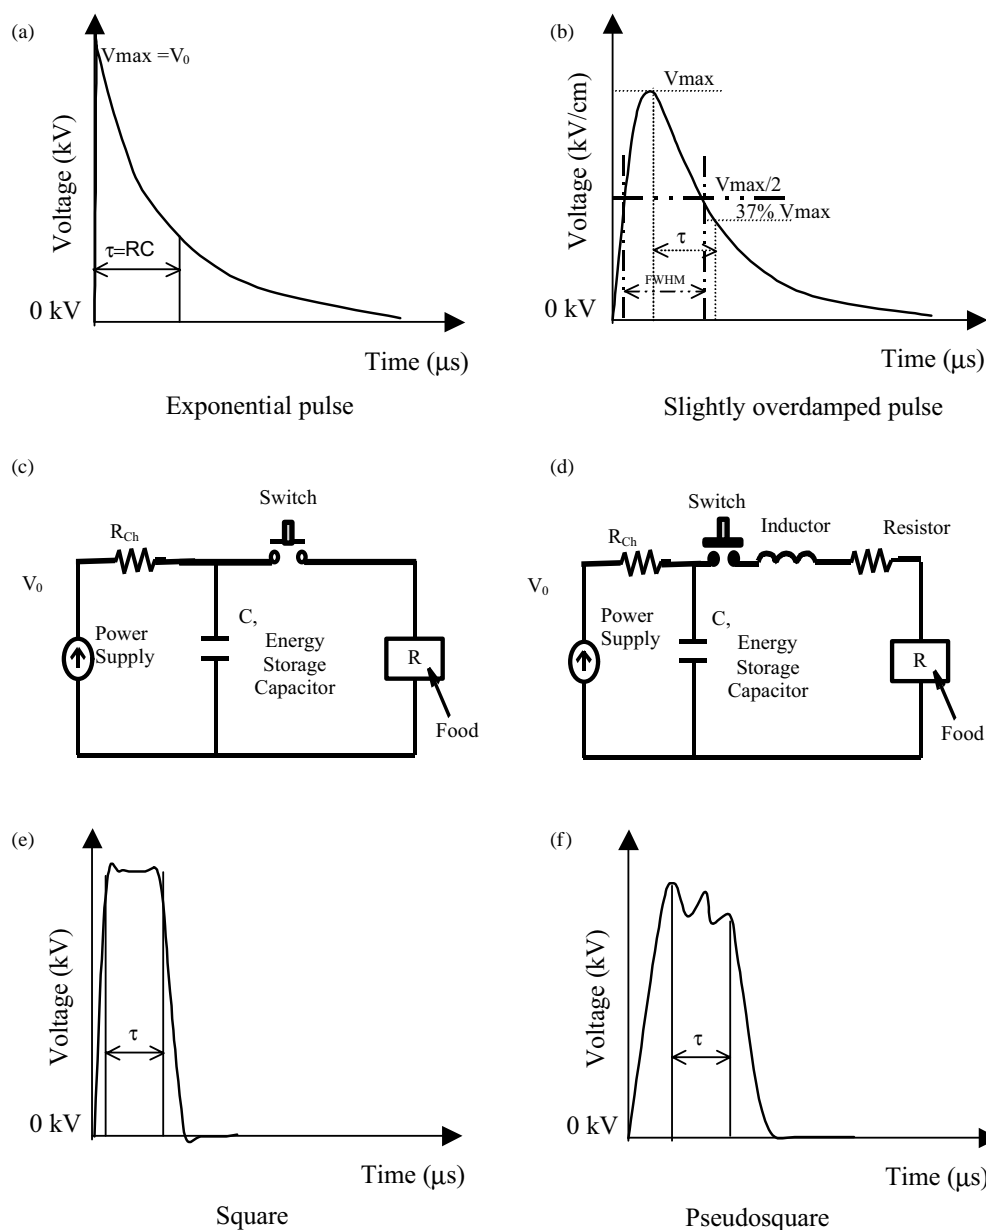 (a)
Vmax =V₀
Voltage (kV)
τ=RC
0 kV
Time (μs)
Exponential pulse
(b)
Vmax
Voltage (kV/cm)
Vmax/2
37% Vmax
τ
FWHM
0 kV
Time (μs)
Slightly overdamped pulse
(c)
Switch
R_Ch
V₀
C,
Power
Supply
Energy
Storage
Capacitor
R
Food
(d)
Switch
Inductor
Resistor
R_Ch
V₀
C,
Power
Supply
Energy
Storage
Capacitor
R
Food
(e)
Voltage (kV)
τ
0 kV
Time (μs)
Square
(f)
Voltage (kV)
τ
0 kV
Time (μs)
Pseudosquare